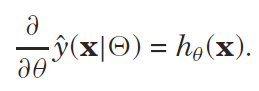 ∂/∂θ ŷ(𝐱|Θ) = h_θ(𝐱).